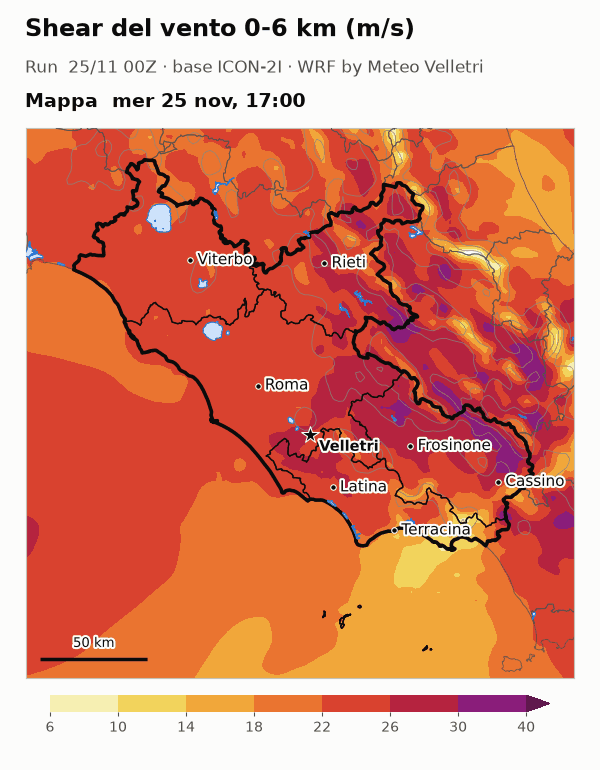 Shear del vento 0-6 km (m/s)
Run  25/11 00Z · base ICON-2I · WRF by Meteo Velletri
Mappa  mer 25 nov, 17:00
Viterbo
Rieti
Roma
Velletri
Frosinone
Latina
Cassino
Terracina
50 km
6 10 14 18 22 26 30 40